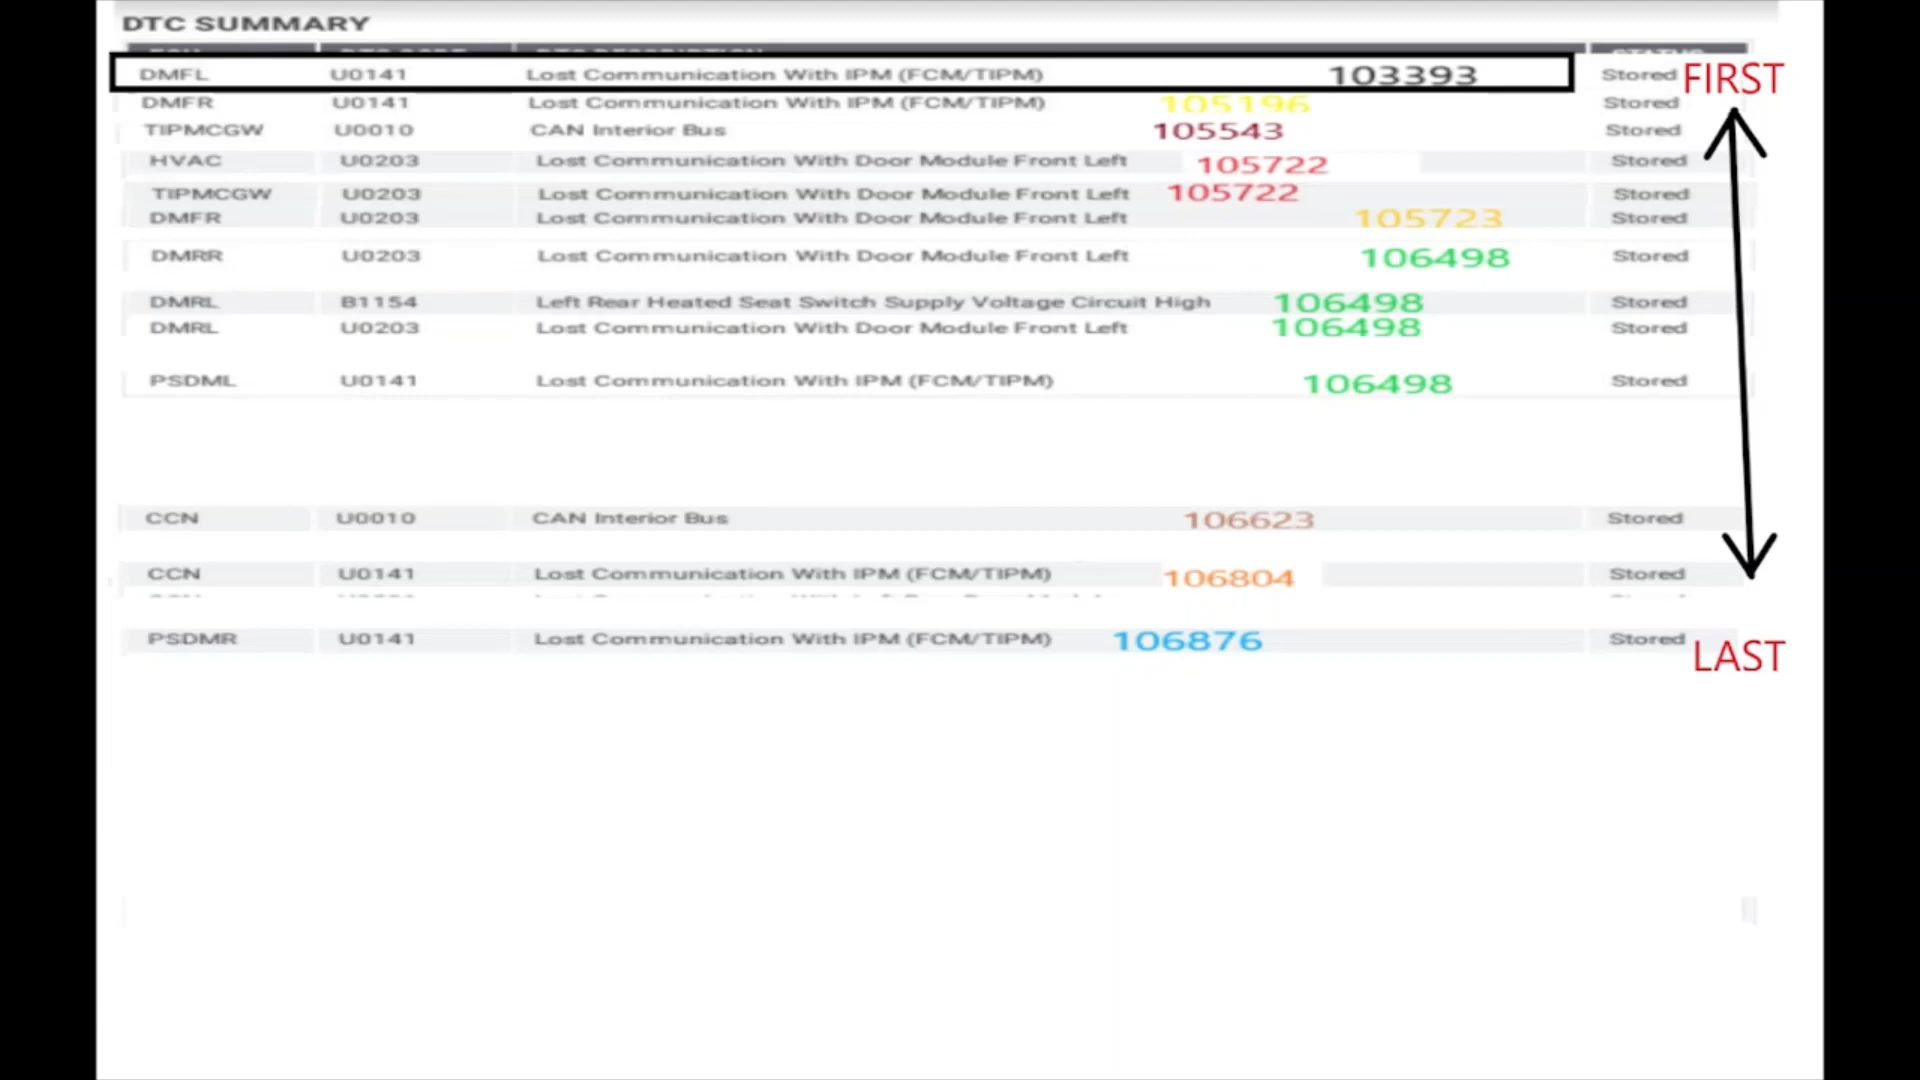 DTC SUMMARY
DMFL U0141 Lost Communication With IPM (FCM/TIPM) 103393 Stored FIRST
DMFR U0141 Lost Communication With IPM (FCM/TIPM) 105196 Stored
TIPMCGW U0010 CAN Interior Bus 105543 Stored
HVAC U0203 Lost Communication With Door Module Front Left 105722 Stored
TIPMCGW U0203 Lost Communication With Door Module Front Left 105722 Stored
DMFR U0203 Lost Communication With Door Module Front Left 105723 Stored
DMRR U0203 Lost Communication With Door Module Front Left 106498 Stored
DMRL B1154 Left Rear Heated Seat Switch Supply Voltage Circuit High 106498 Stored
DMRL U0203 Lost Communication With Door Module Front Left 106498 Stored
PSDML U0141 Lost Communication With IPM (FCM/TIPM) 106498 Stored
CCN U0010 CAN Interior Bus 106623 Stored
CCN U0141 Lost Communication With IPM (FCM/TIPM) 106804 Stored
PSDMR U0141 Lost Communication With IPM (FCM/TIPM) 106876 Stored LAST